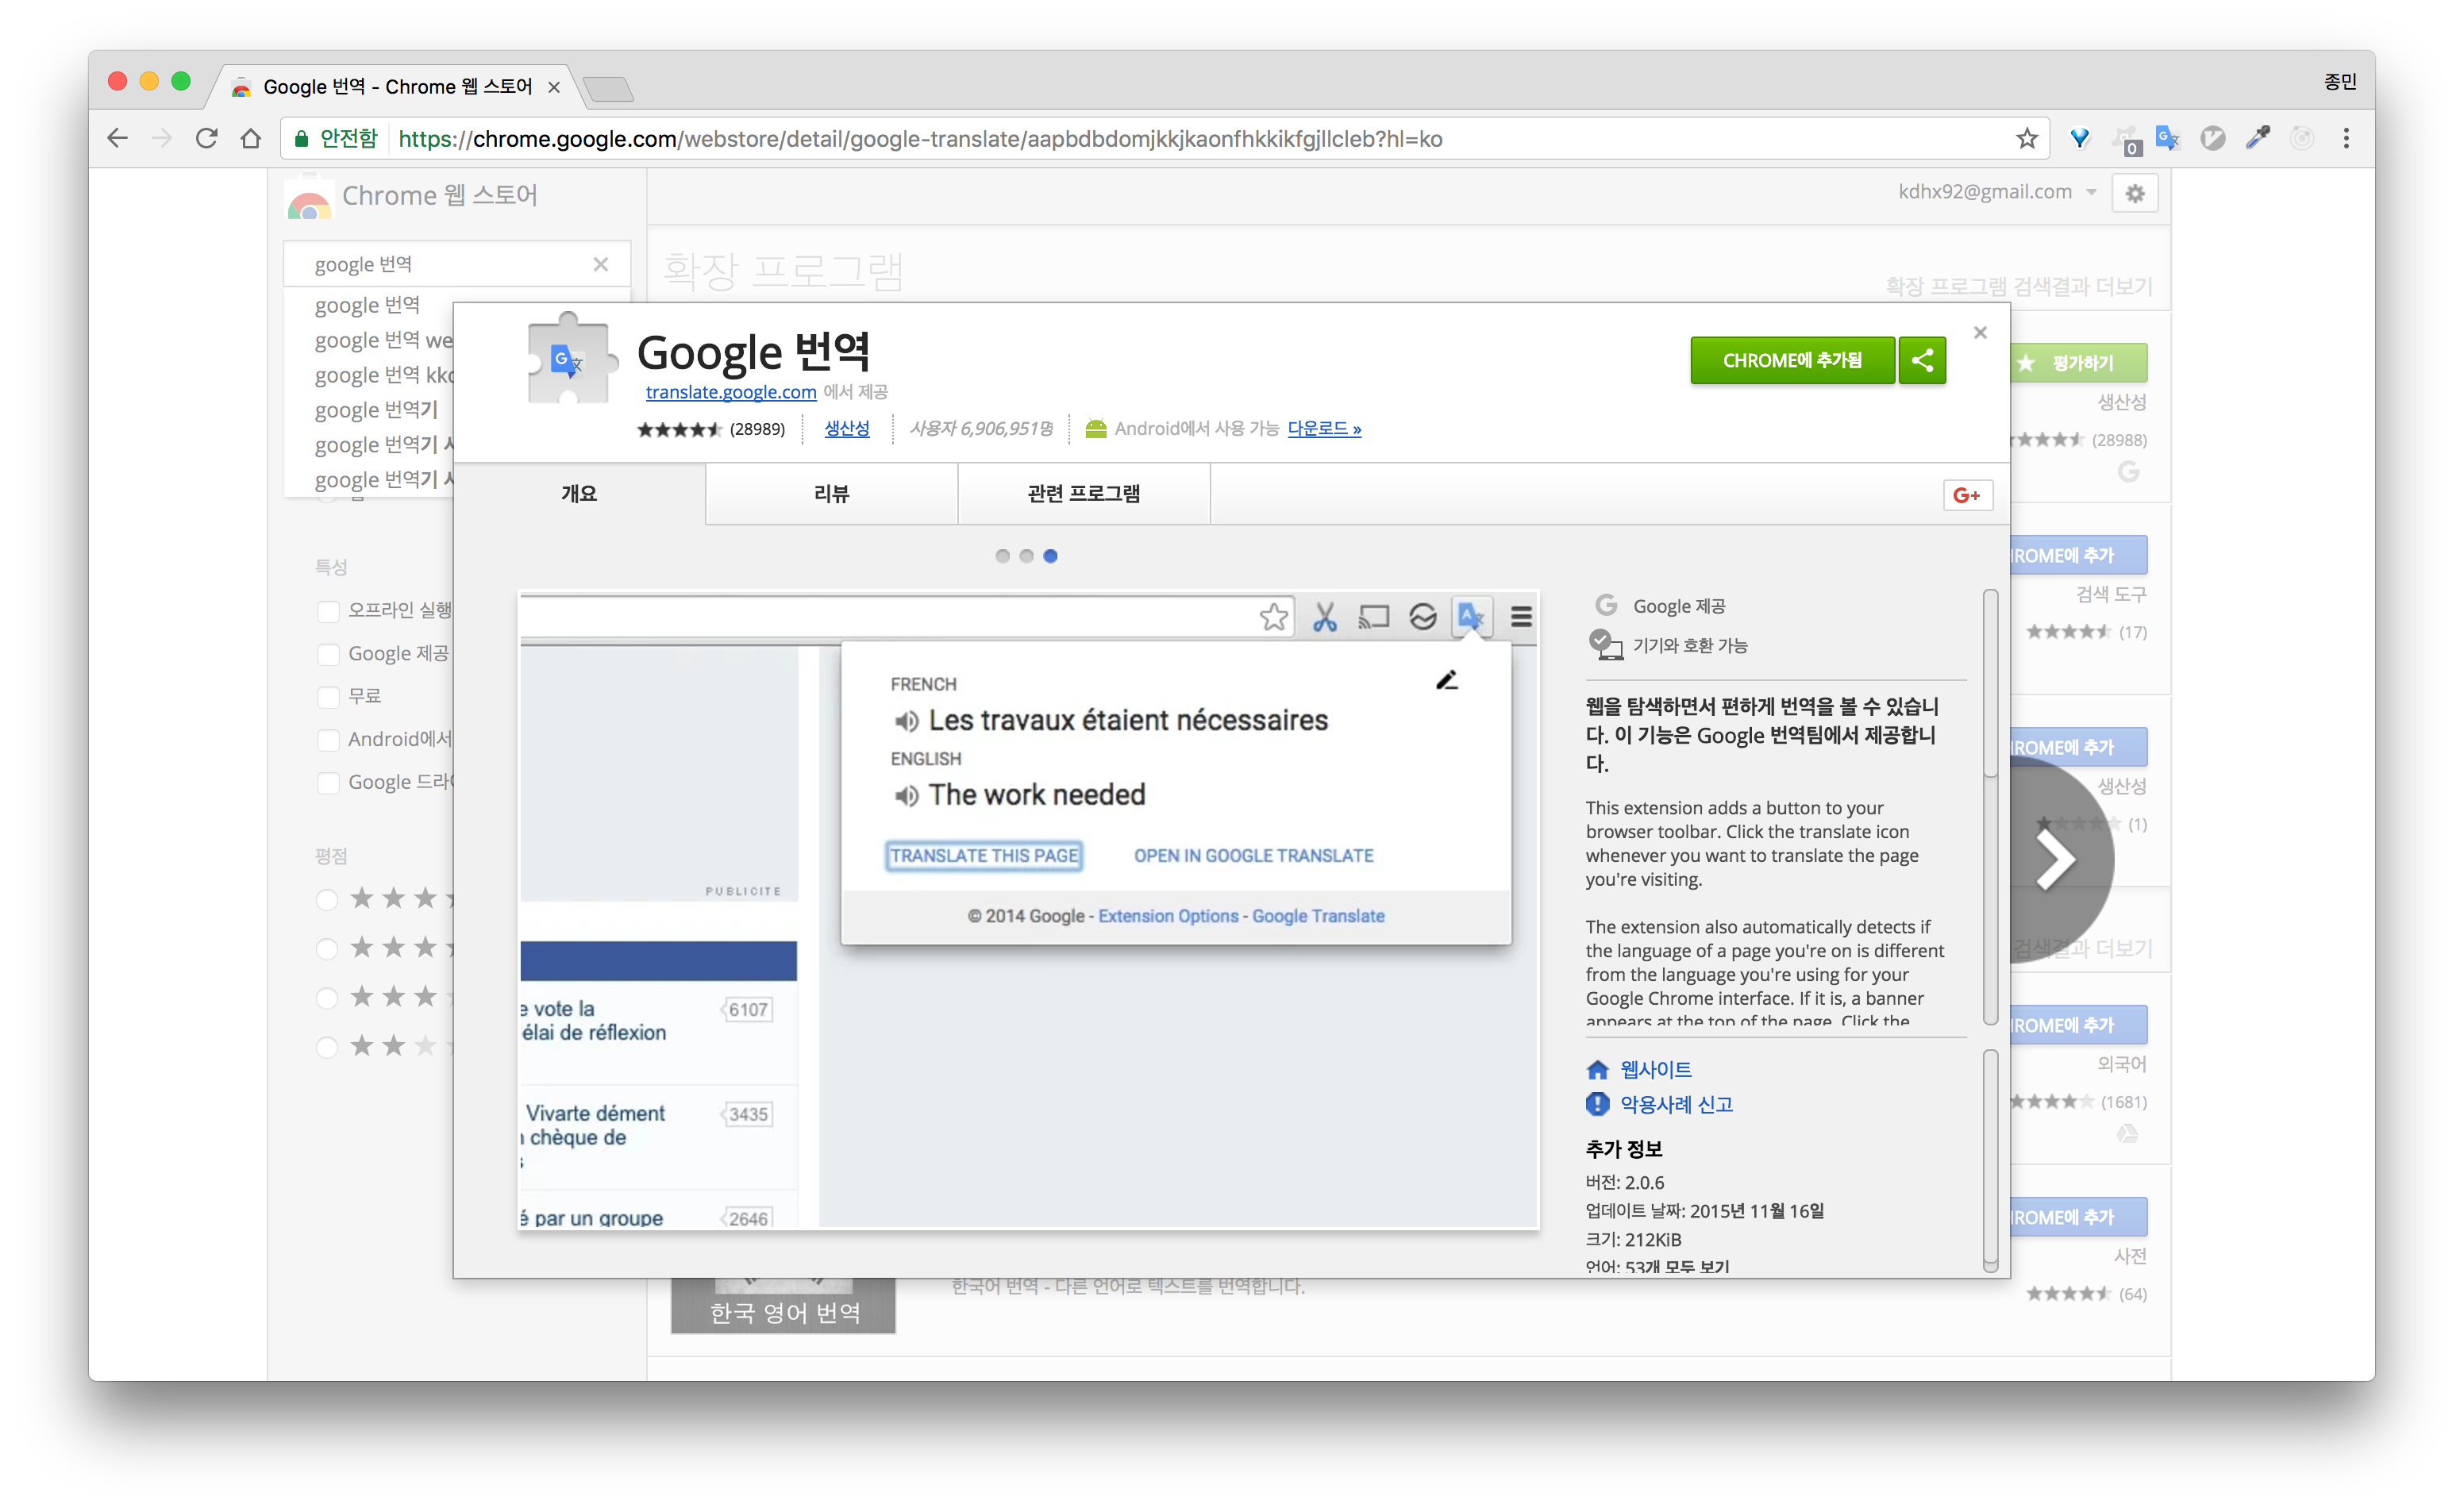 Google 번역 - Chrome 웹 스토어
종민
안전함 https://chrome.google.com/webstore/detail/google-translate/aapbdbdomjkkjkaonfhkkikfgjllcleb?hl=ko
0
Chrome 웹 스토어
kdhx92@gmail.com
google 번역
확장 프로그램
확장 프로그램 검색결과 더보기
google 번역
google 번역 we
google 번역
google 번역기
google 번역기
google 번역기
Google 번역
translate.google.com 에서 제공
(28989) 생산성 사용자 6,906,951명 Android에서 사용 가능 다운로드 »
CHROME에 추가됨
평가하기
생산성
(28988)
개요
리뷰
관련 프로그램
G+
특성
오프라인 실행
Google 제공
무료
Android에서
Google
평점
FRENCH
Les travaux étaient nécessaires
ENGLISH
The work needed
TRANSLATE THIS PAGE OPEN IN GOOGLE TRANSLATE
© 2014 Google - Extension Options - Google Translate
PUBLICITE
e vote la
6107
élai de réflexion
Vivarte dément
3435
chèque de
é par un groupe
2646
Google 제공
기기와 호환 가능
웹을 탐색하면서 편하게 번역을 볼 수 있습니
다. 이 기능은 Google 번역팀에서 제공합니
다.
This extension adds a button to your
browser toolbar. Click the translate icon
whenever you want to translate the page
you're visiting.
The extension also automatically detects if
the language of a page you're on is different
from the language you're using for your
Google Chrome interface. If it is, a banner
appears at the top of the page. Click the
웹사이트
악용사례 신고
추가 정보
버전: 2.0.6
업데이트 날짜: 2015년 11월 16일
크기: 212KiB
언어: 53개 모두 보기
HROME에 추가
검색 도구
(17)
HROME에 추가
생산성
(1)
검색결과 더보기
HROME에 추가
외국어
(1681)
HROME에 추가
사전
(64)
한국 영어 번역
한국어 번역 - 다른 언어로 텍스트를 번역합니다.